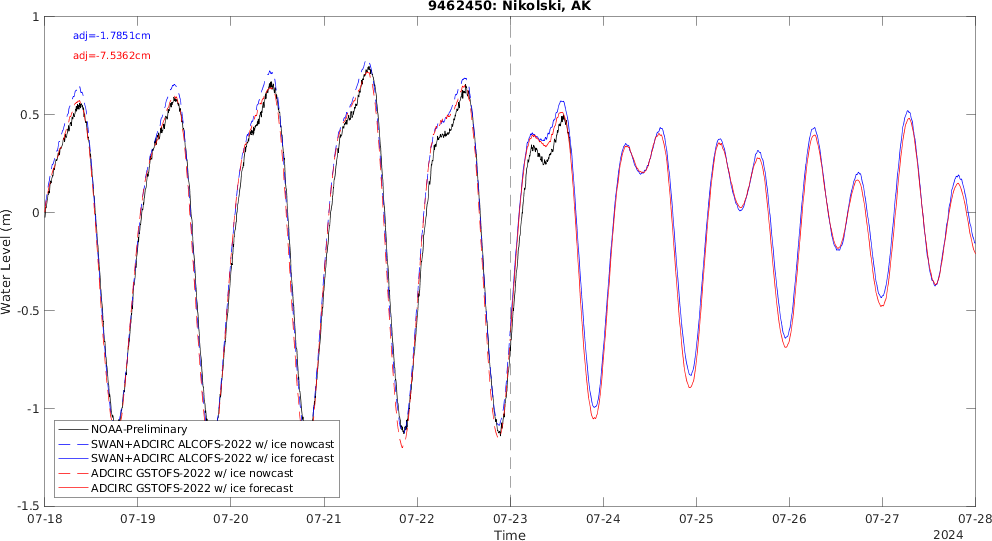 9462450: Nikolski, AK
adj=-1.7851cm
adj=-7.5362cm
1
0.5
0
-0.5
-1
-1.5
Water Level (m)
NOAA-Preliminary
SWAN+ADCIRC ALCOFS-2022 w/ ice nowcast
SWAN+ADCIRC ALCOFS-2022 w/ ice forecast
ADCIRC GSTOFS-2022 w/ ice nowcast
ADCIRC GSTOFS-2022 w/ ice forecast
07-18 07-19 07-20 07-21 07-22 07-23 07-24 07-25 07-26 07-27 07-28
Time
2024